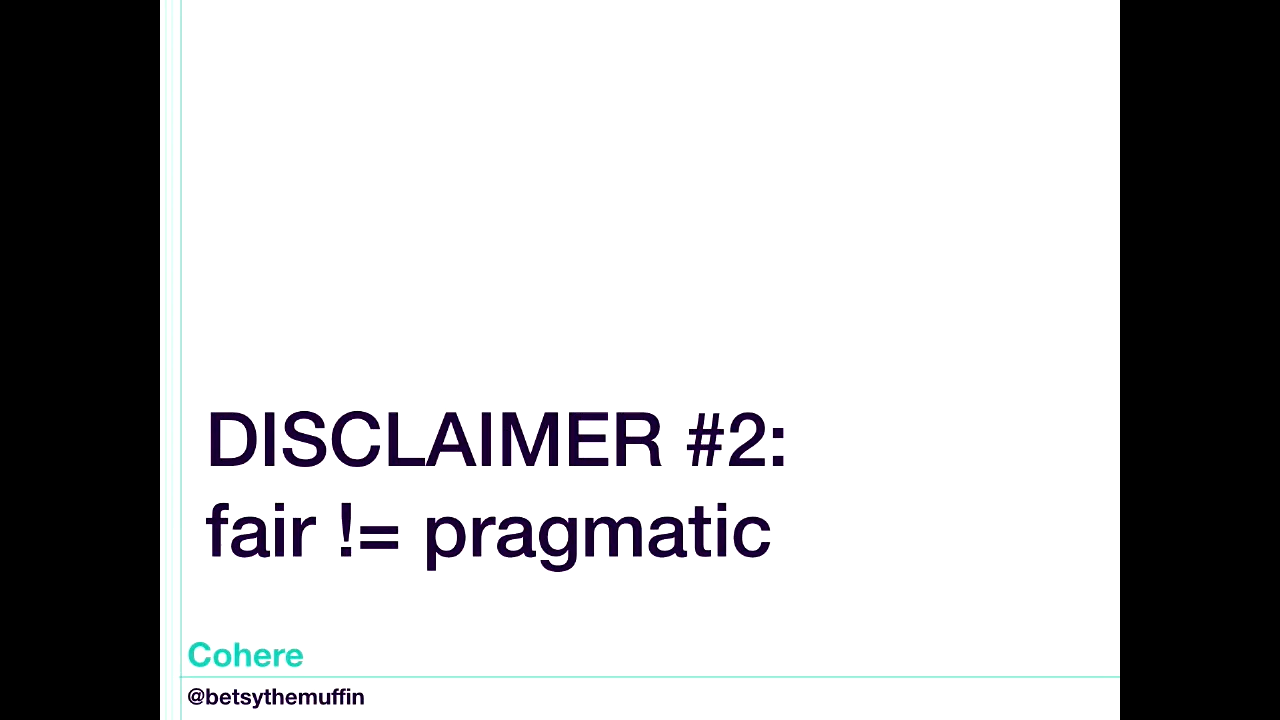 DISCLAIMER #2:
fair != pragmatic
Cohere
@betsythemuffin